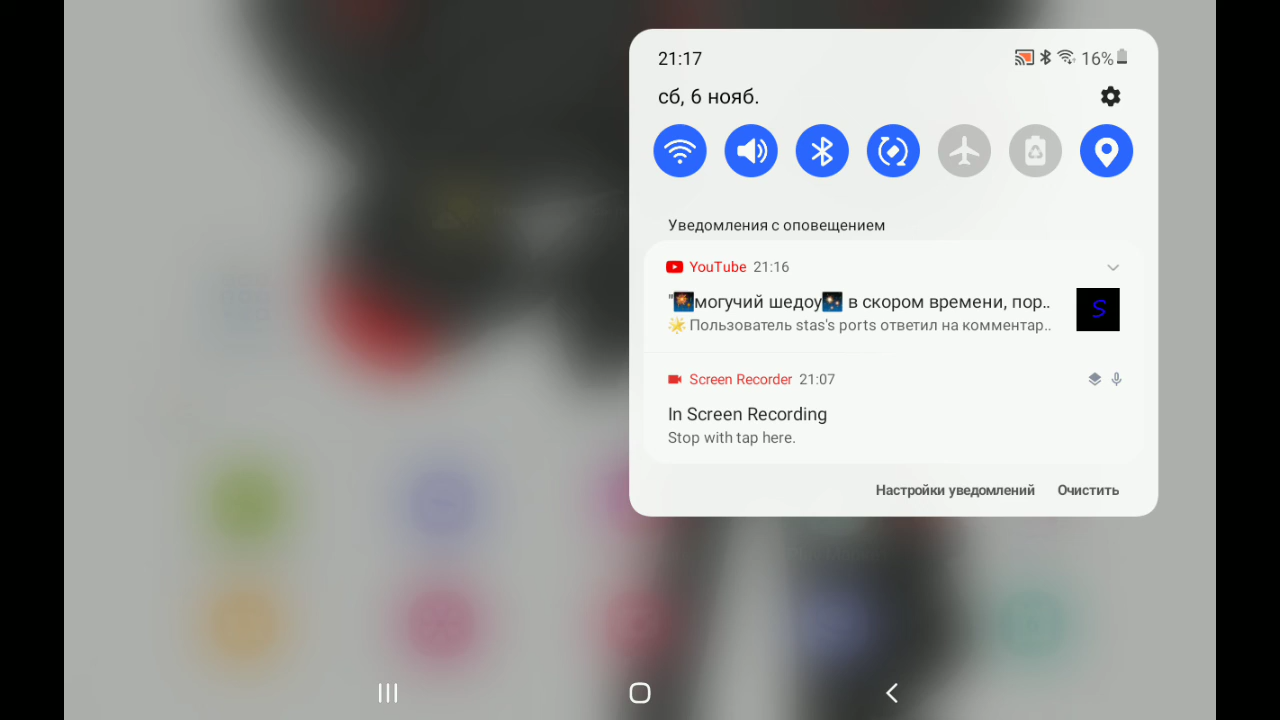 21:17
16%
сб, 6 нояб.
Уведомления с оповещением
YouTube 21:16
"🎆могучий шедоу🎇 в скором времени, пор..
🌟 Пользователь stas's ports ответил на комментар..
S
Screen Recorder 21:07
In Screen Recording
Stop with tap here.
Настройки уведомлений Очистить